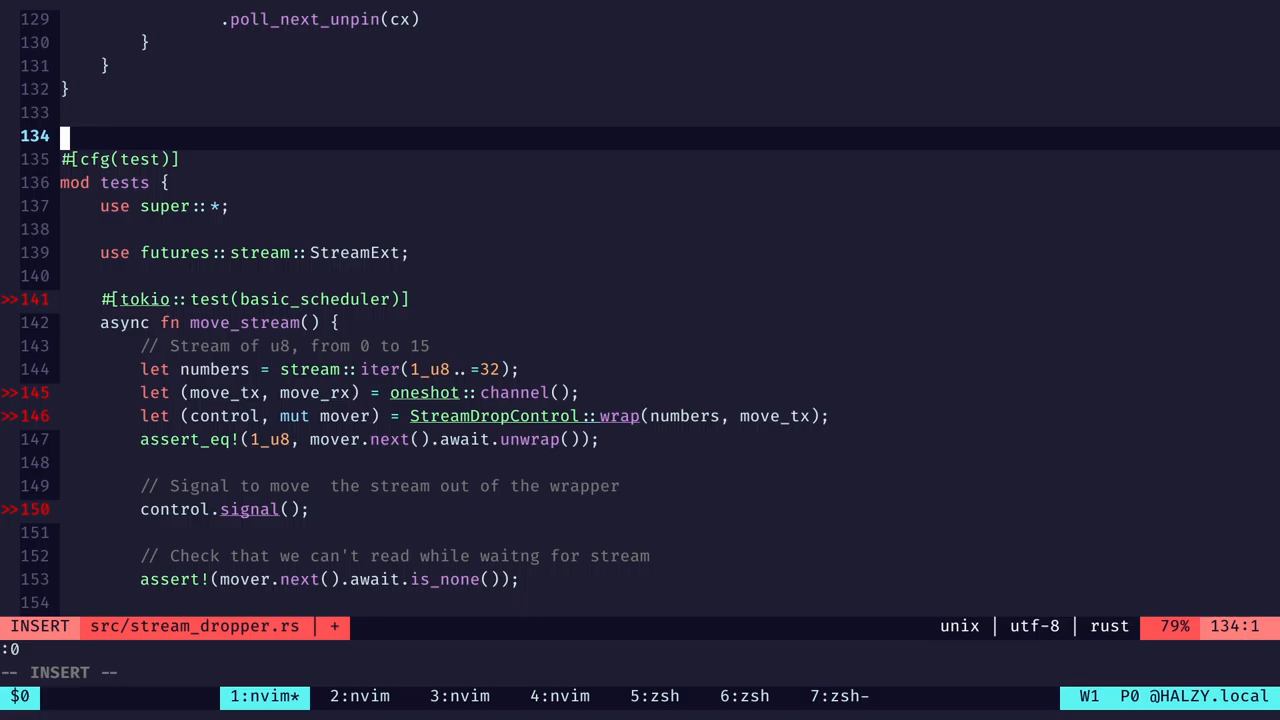 129                 .poll_next_unpin(cx)
130         }
131     }
132 }
133
134
135 #[cfg(test)]
136 mod tests {
137     use super::*;
138
139     use futures::stream::StreamExt;
140
>>141     #[tokio::test(basic_scheduler)]
142     async fn move_stream() {
143         // Stream of u8, from 0 to 15
144         let numbers = stream::iter(1_u8..=32);
>>145         let (move_tx, move_rx) = oneshot::channel();
>>146         let (control, mut mover) = StreamDropControl::wrap(numbers, move_tx);
147         assert_eq!(1_u8, mover.next().await.unwrap());
148
149         // Signal to move  the stream out of the wrapper
>>150         control.signal();
151
152         // Check that we can't read while waitng for stream
153         assert!(mover.next().await.is_none());
154
INSERT src/stream_dropper.rs | + unix | utf-8 | rust 79% 134:1
:0
-- INSERT --
$0 1:nvim* 2:nvim 3:nvim 4:nvim 5:zsh 6:zsh 7:zsh- W1 P0 @HALZY.local